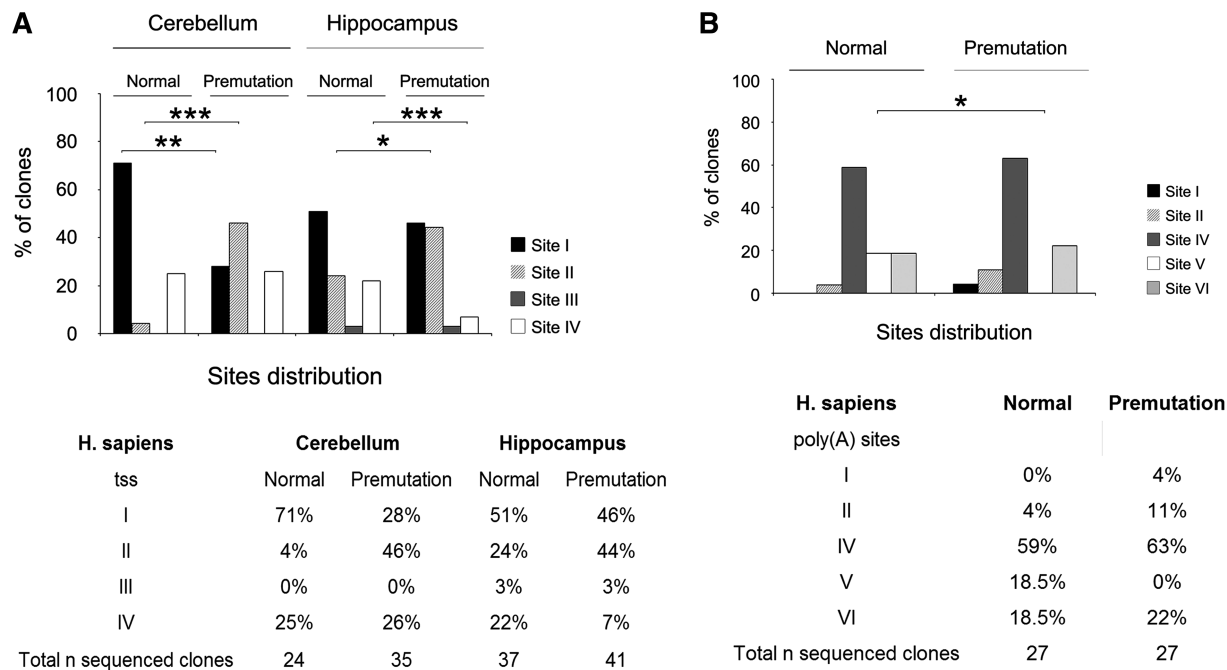 A
Cerebellum Hippocampus
Normal Premutation Normal Premutation
100
80
60
40
20
0
% of clones
*** ***
** *
Site I
Site II
Site III
Site IV
Sites distribution
H. sapiens Cerebellum Hippocampus
tss Normal Premutation Normal Premutation
I 71% 28% 51% 46%
II 4% 46% 24% 44%
III 0% 0% 3% 3%
IV 25% 26% 22% 7%
Total n sequenced clones 24 35 37 41
B
Normal Premutation
100
80
60
40
20
0
% of clones
*
Site I
Site II
Site IV
Site V
Site VI
Sites distribution
H. sapiens Normal Premutation
poly(A) sites
I 0% 4%
II 4% 11%
IV 59% 63%
V 18.5% 0%
VI 18.5% 22%
Total n sequenced clones 27 27